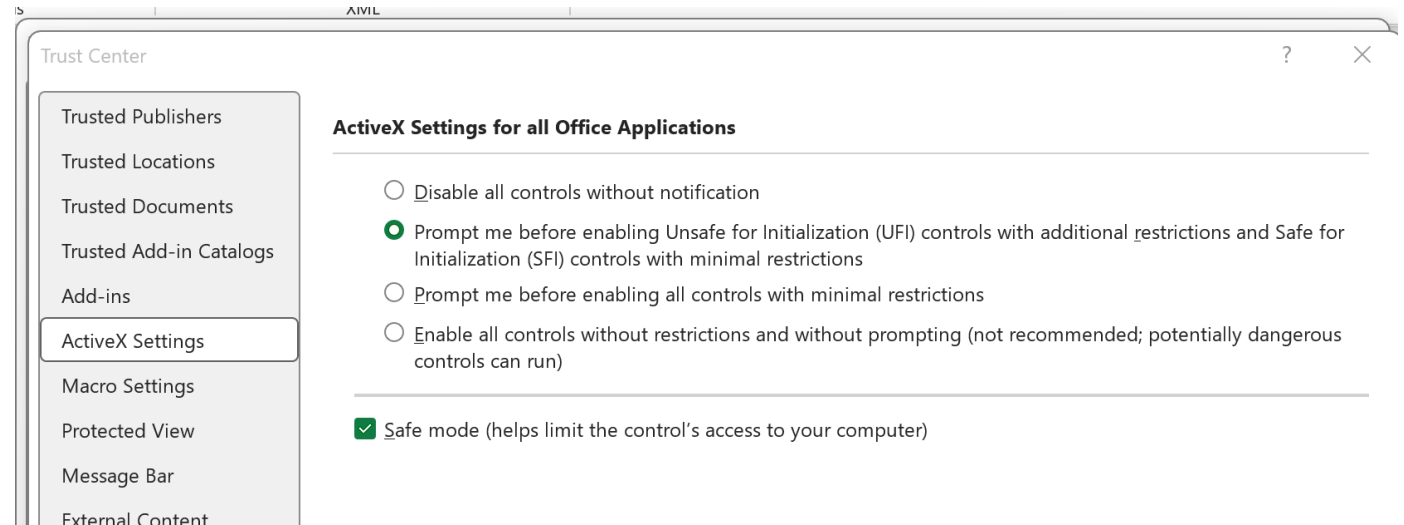 XML
Trust Center
?
Trusted Publishers
Trusted Locations
Trusted Documents
Trusted Add-in Catalogs
Add-ins
ActiveX Settings
Macro Settings
Protected View
Message Bar
External Content
ActiveX Settings for all Office Applications
Disable all controls without notification
Prompt me before enabling Unsafe for Initialization (UFI) controls with additional restrictions and Safe for
Initialization (SFI) controls with minimal restrictions
Prompt me before enabling all controls with minimal restrictions
Enable all controls without restrictions and without prompting (not recommended; potentially dangerous
controls can run)
Safe mode (helps limit the control’s access to your computer)